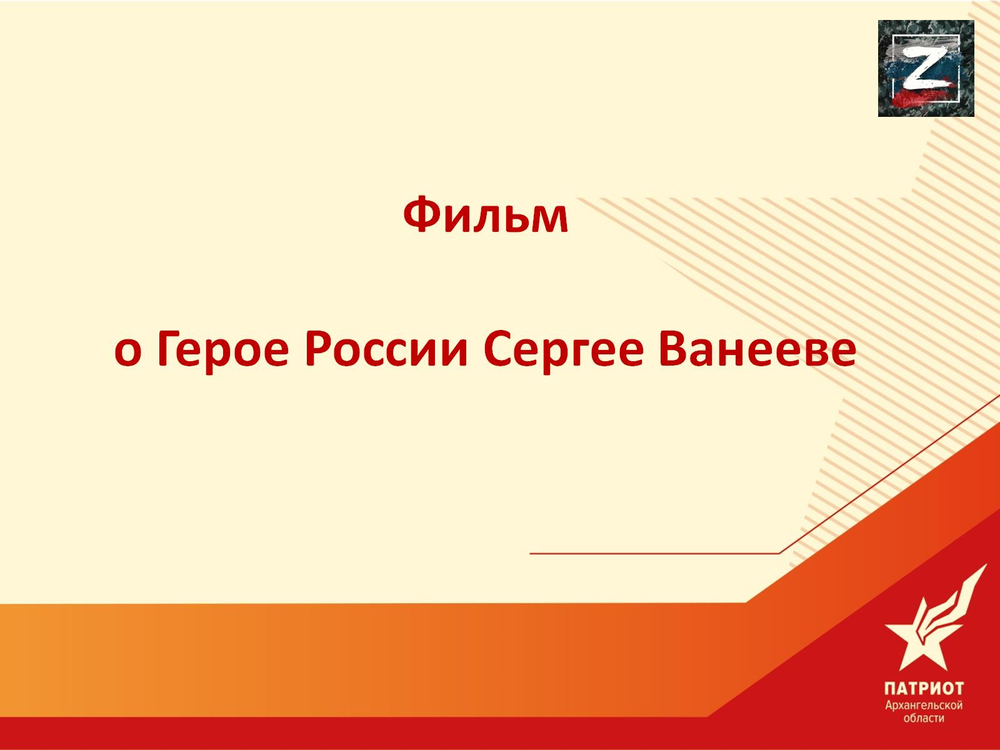 Z
Фильм
о Герое России Сергее Ванееве
ПАТРИОТ
Архангельской
области